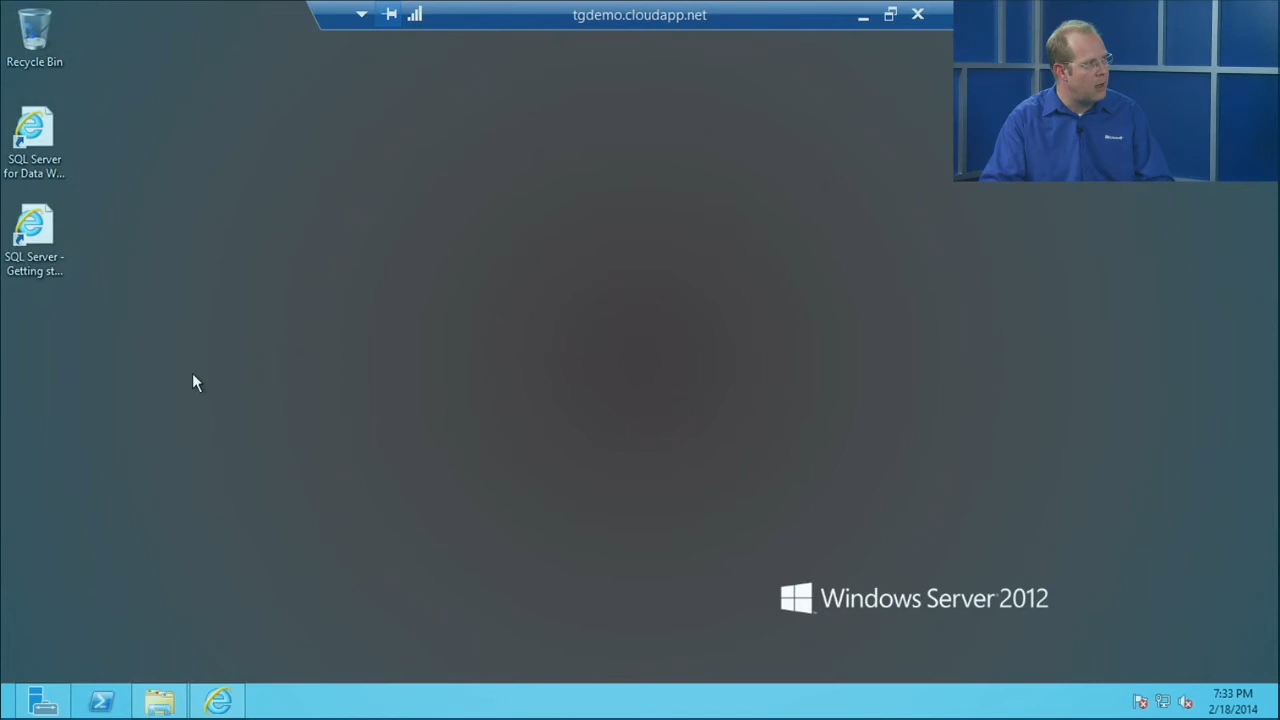 tgdemo.cloudapp.net
Recycle Bin
SQL Server
for Data W...
SQL Server -
Getting st...
Microsoft
Windows Server 2012
7:33 PM
2/18/2014